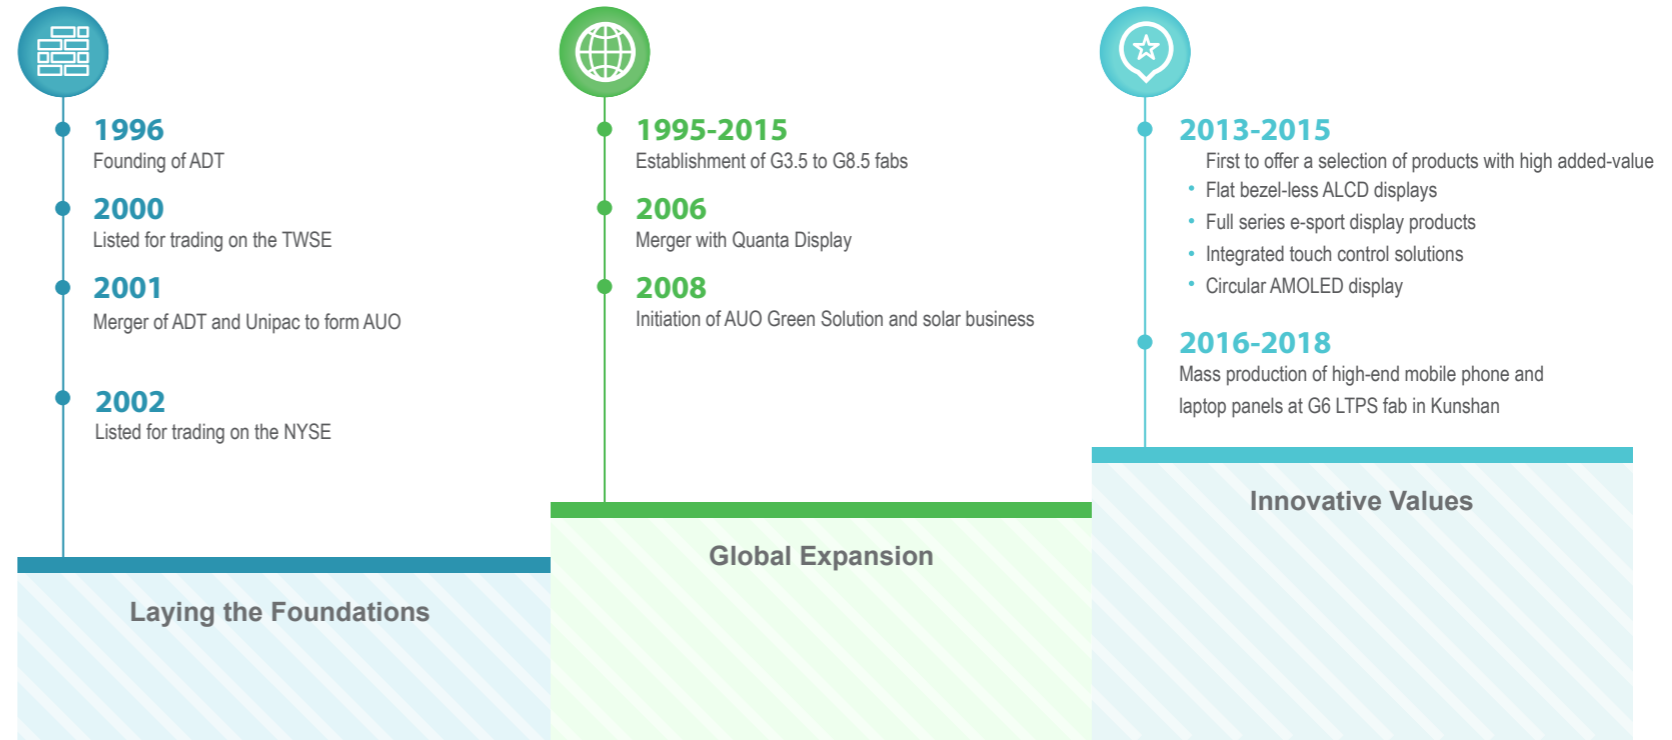 1996
Founding of ADT
2000
Listed for trading on the TWSE
2001
Merger of ADT and Unipac to form AUO
2002
Listed for trading on the NYSE
Laying the Foundations
1995-2015
Establishment of G3.5 to G8.5 fabs
2006
Merger with Quanta Display
2008
Initiation of AUO Green Solution and solar business
Global Expansion
2013-2015
First to offer a selection of products with high added-value
• Flat bezel-less ALCD displays
• Full series e-sport display products
• Integrated touch control solutions
• Circular AMOLED display
2016-2018
Mass production of high-end mobile phone and
laptop panels at G6 LTPS fab in Kunshan
Innovative Values